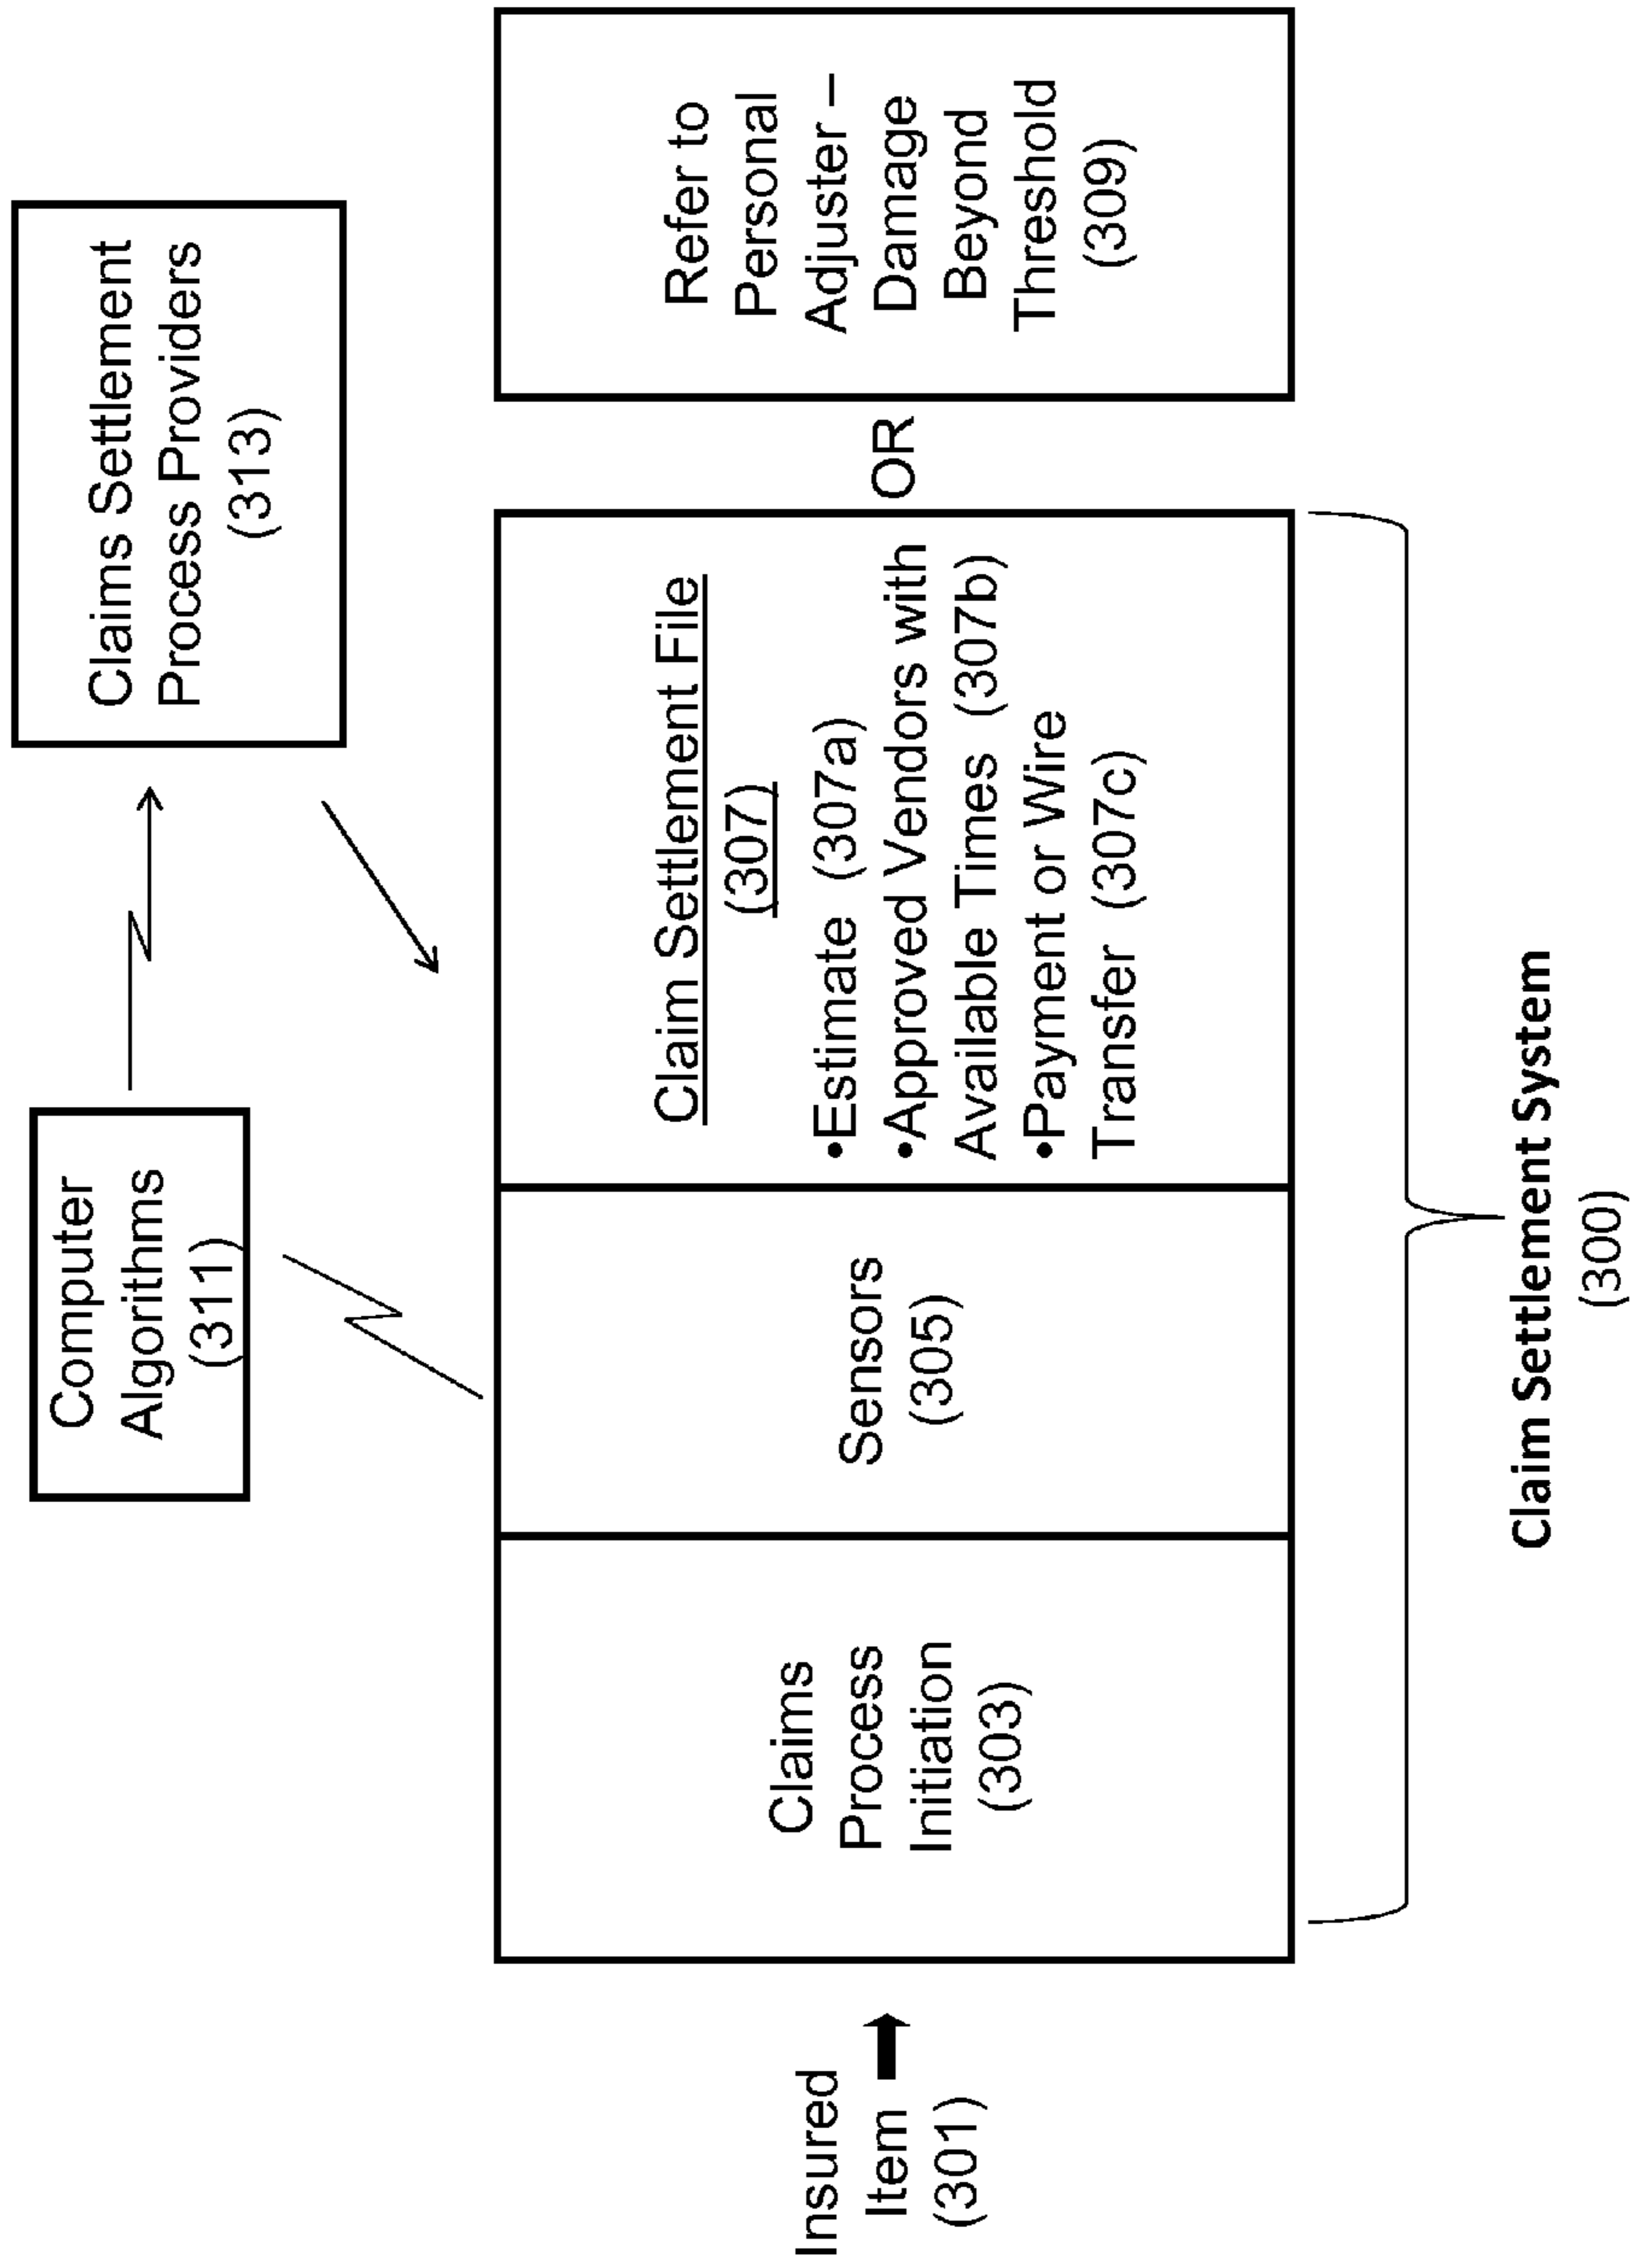 Computer
Algorithms
(311)
Claims Settlement
Process Providers
(313)
Insured
Item
(301)
Claims
Process
Initiation
(303)
Sensors
(305)
Claim Settlement File
(307)
•Estimate (307a)
•Approved Vendors with
Available Times (307b)
•Payment or Wire
Transfer (307c)
OR
Refer to
Personal
Adjuster –
Damage
Beyond
Threshold
(309)
Claim Settlement System
(300)